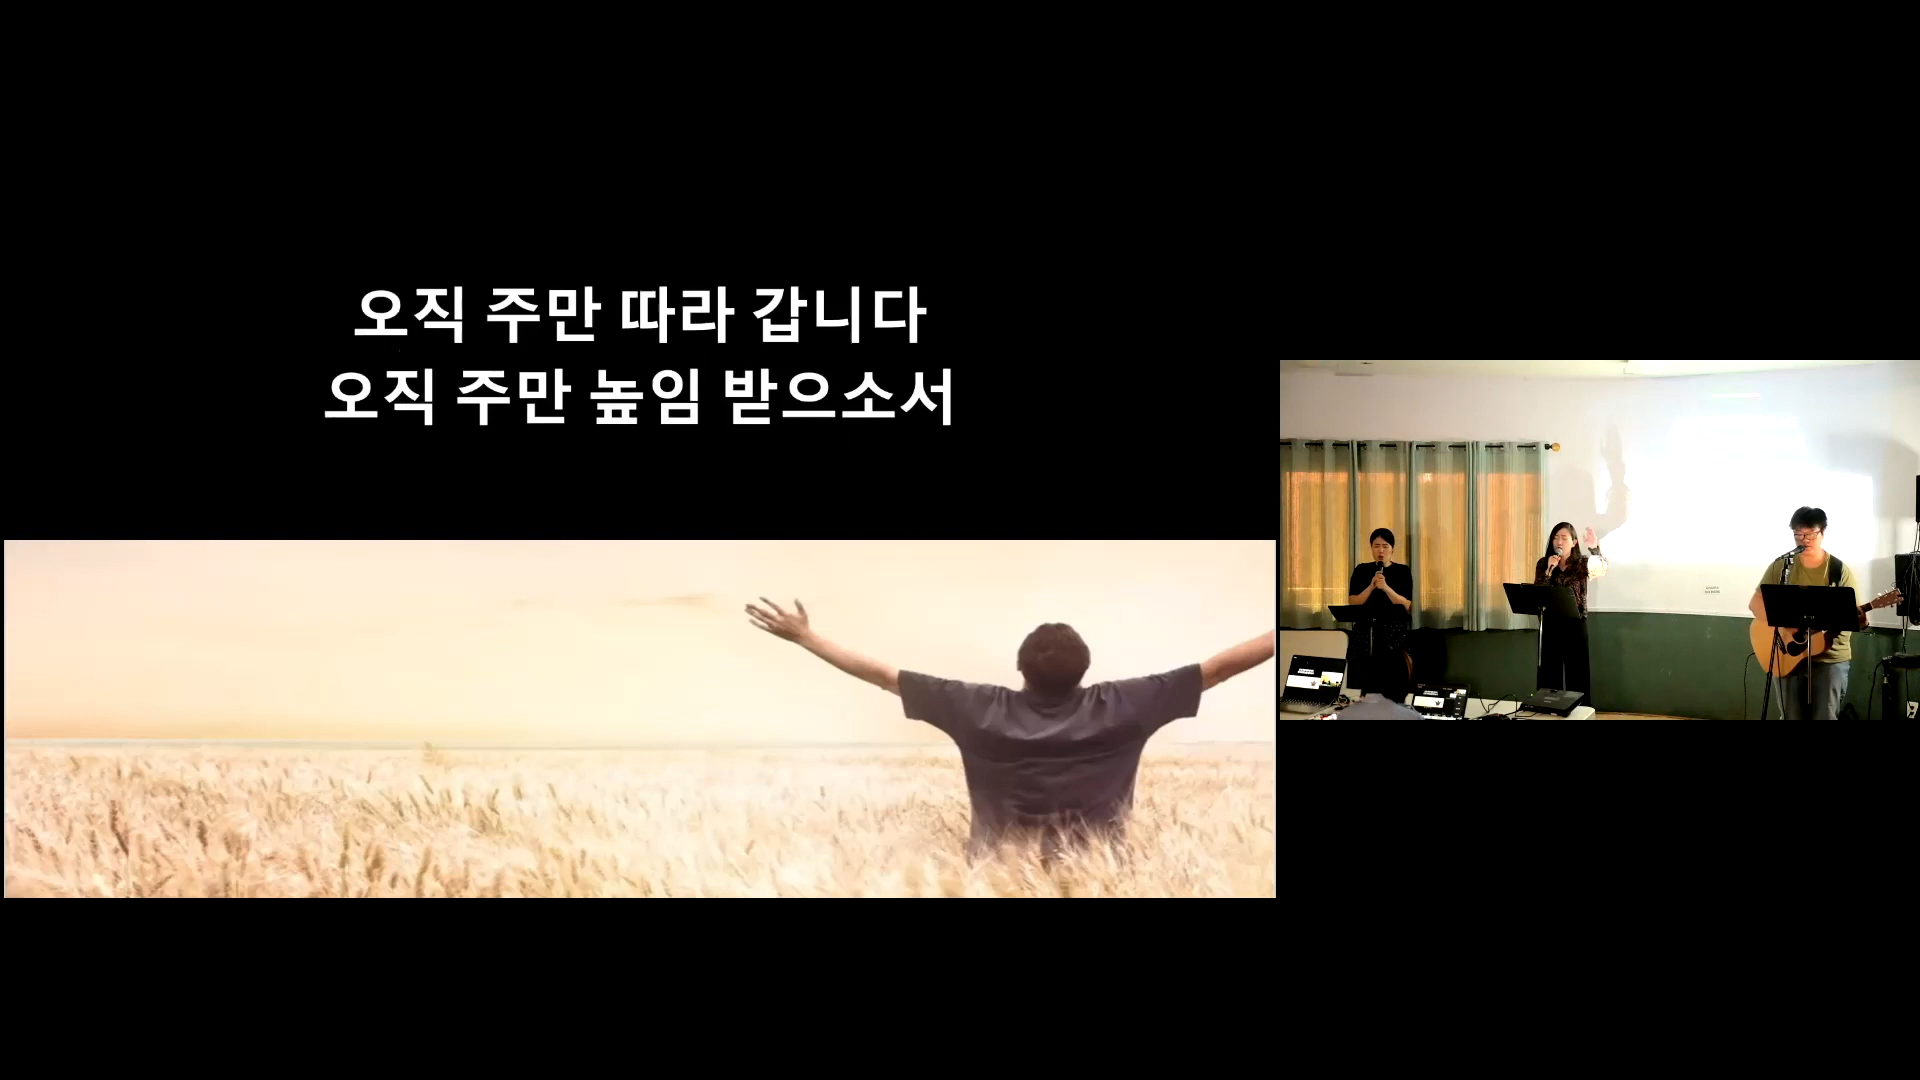 오직 주만 따라 갑니다
오직 주만 높임 받으소서